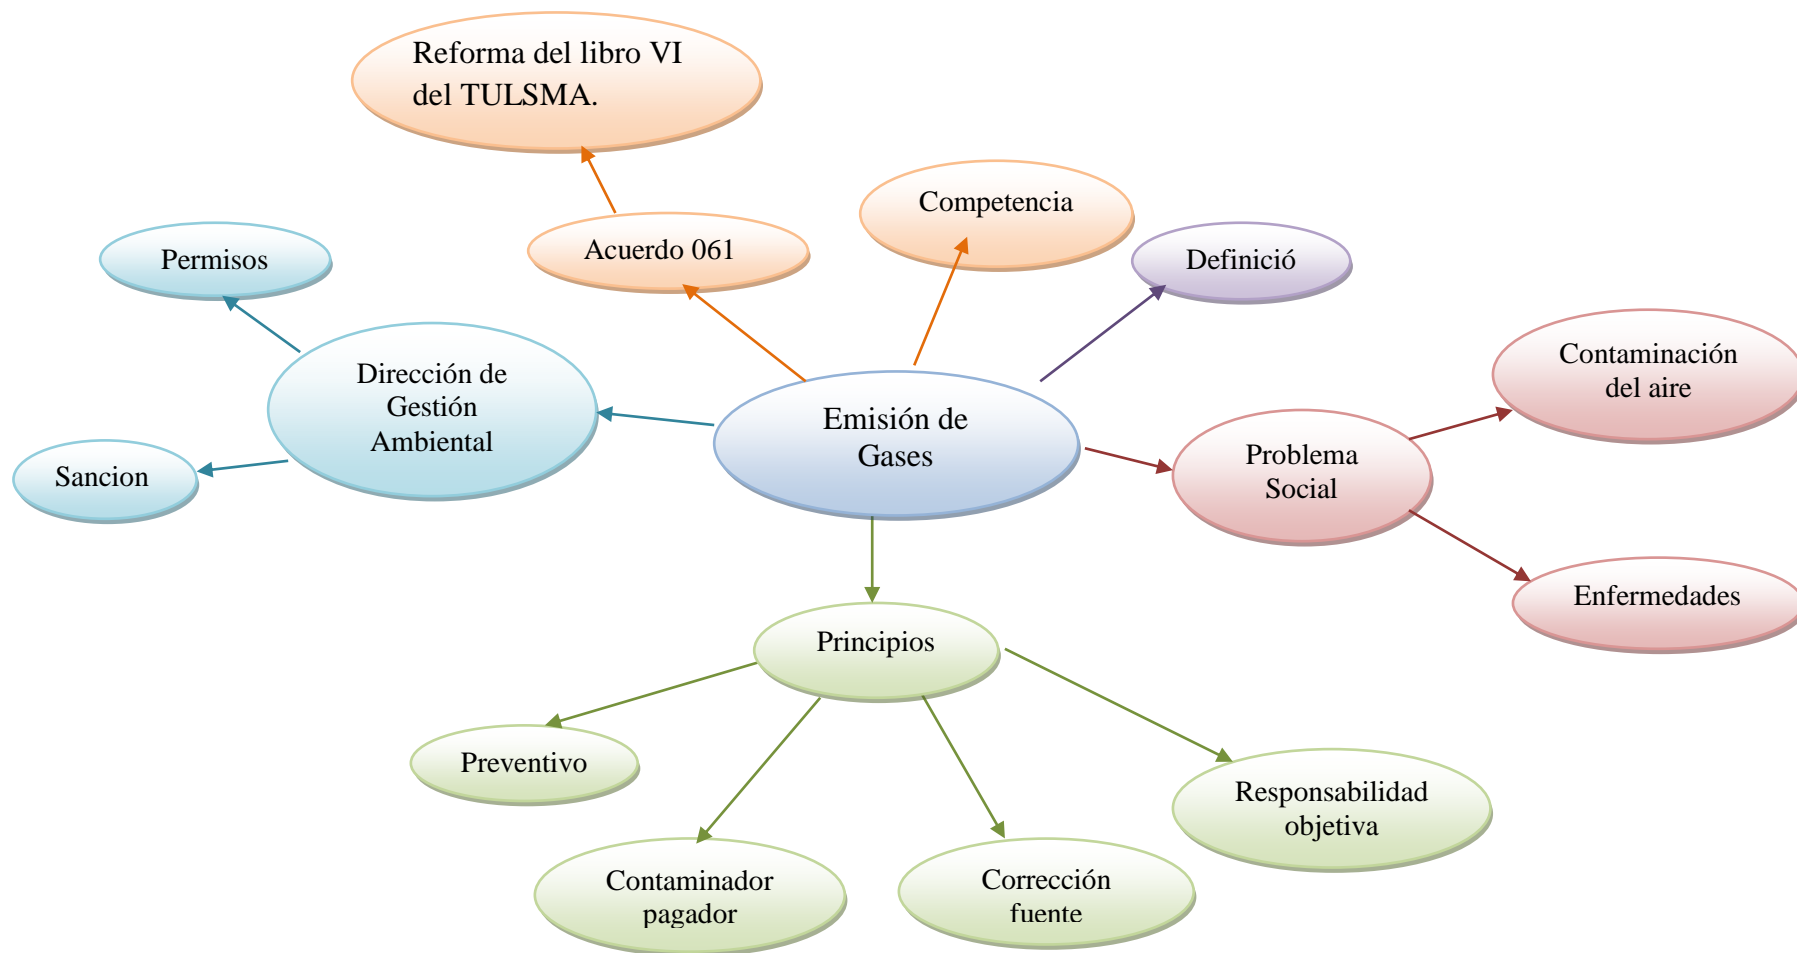 Reforma del libro VI
del TULSMA.
Competencia
Acuerdo 061
Definició
Permisos
Contaminación
del aire
Dirección de
Gestión
Ambiental
Emisión de
Gases
Problema
Social
Sancion
Enfermedades
Principios
Preventivo
Responsabilidad
objetiva
Contaminador
pagador
Corrección
fuente